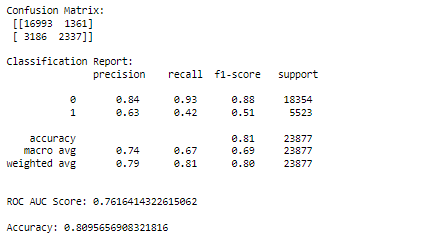 Confusion Matrix:
[[16993 1361]
[ 3186 2337]]
Classification Report:
precision recall f1-score support
0 0.84 0.93 0.88 18354
1 0.63 0.42 0.51 5523
accuracy 0.81 23877
macro avg 0.74 0.67 0.69 23877
weighted avg 0.79 0.81 0.80 23877
ROC AUC Score: 0.7616414322615062
Accuracy: 0.8095656908321816